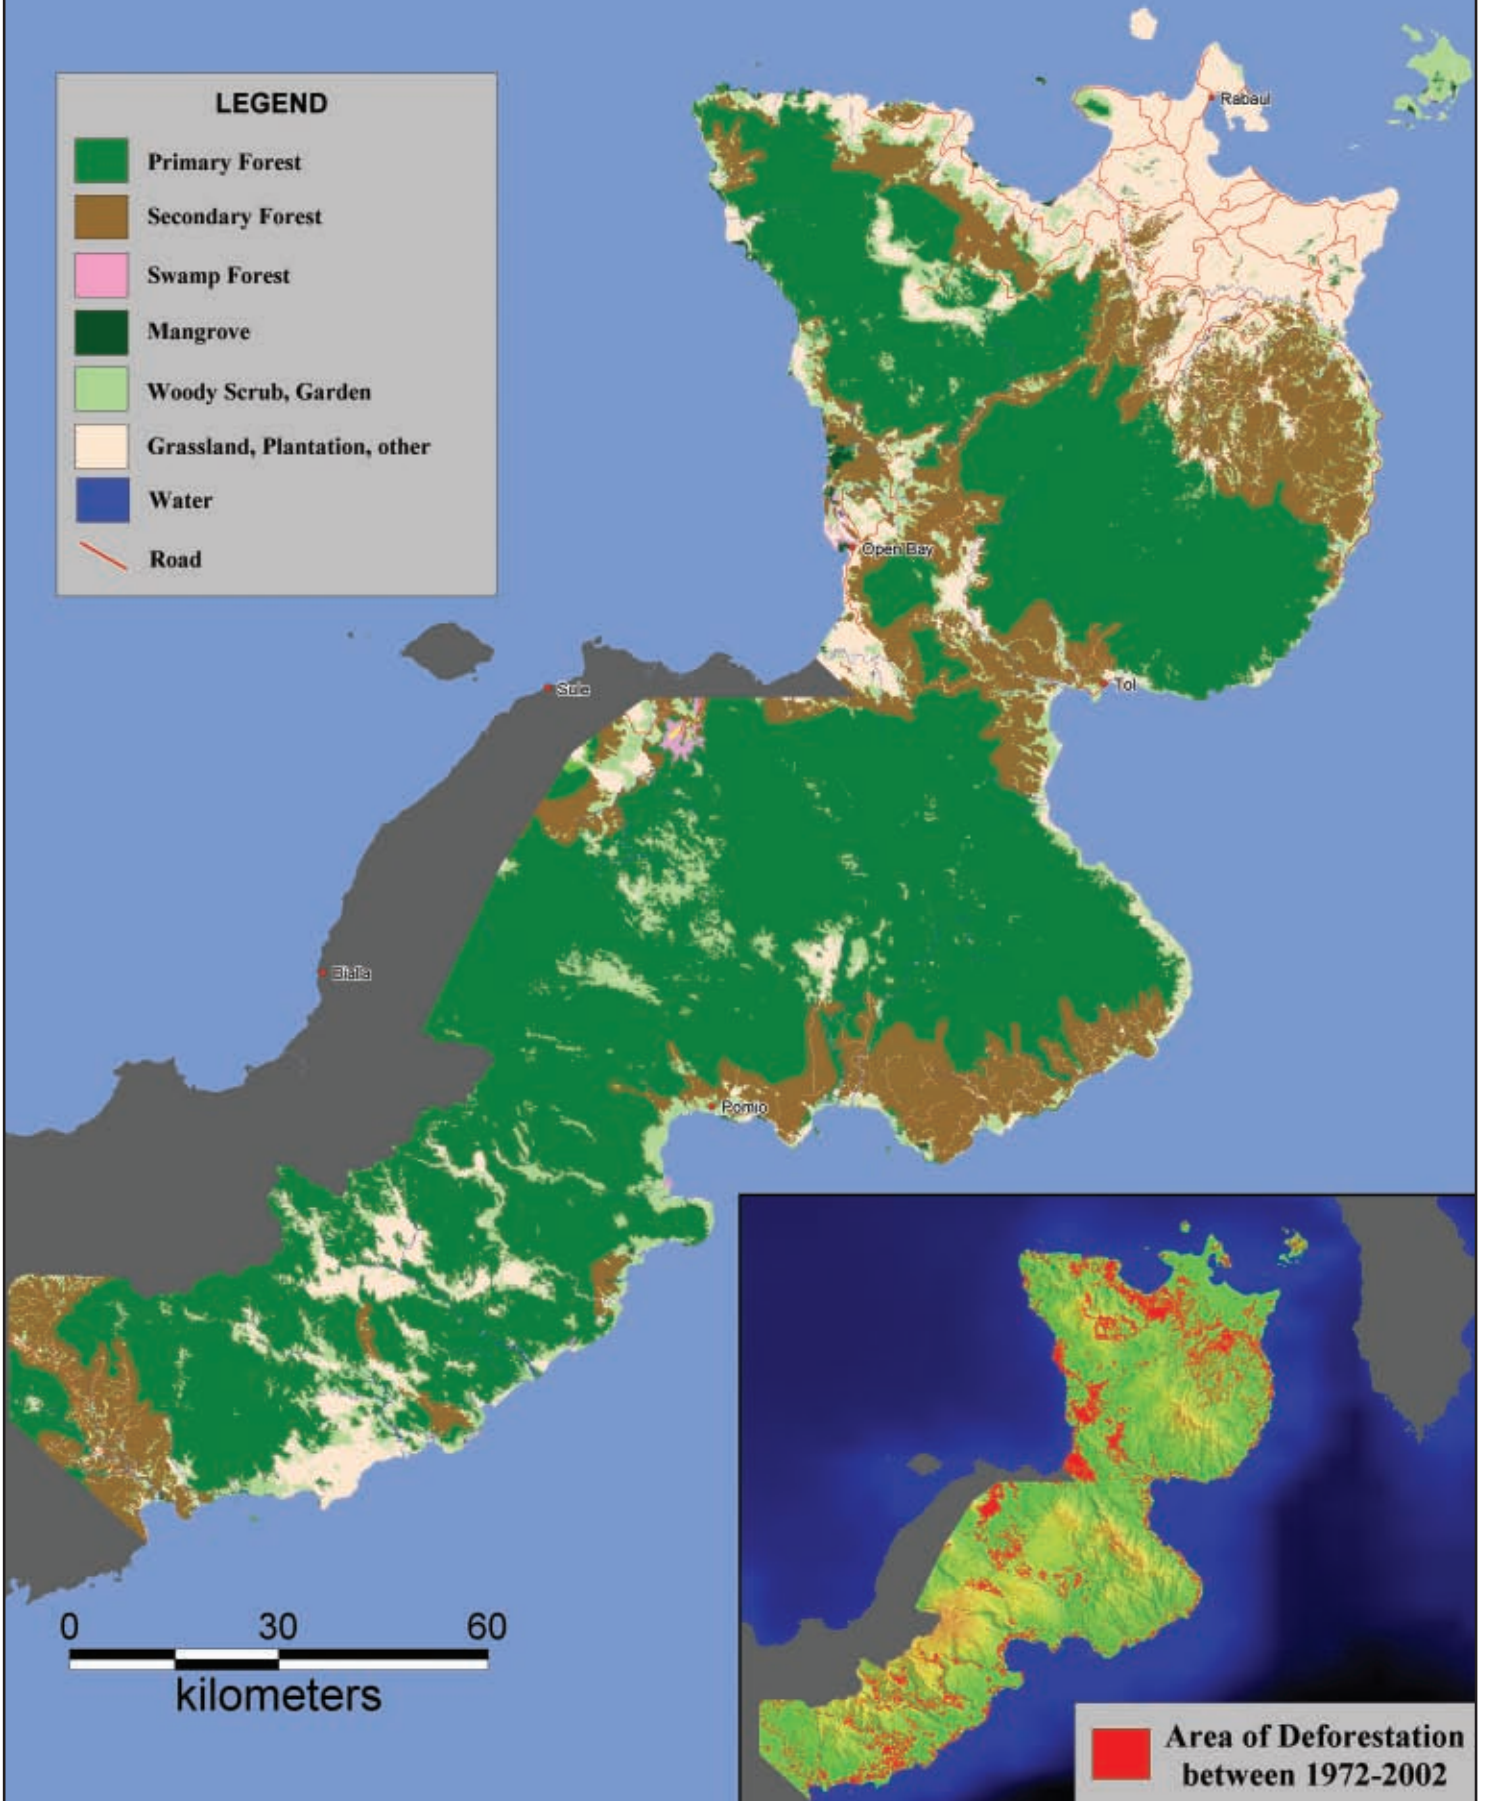 LEGEND
Primary Forest
Secondary Forest
Swamp Forest
Mangrove
Woody Scrub, Garden
Grassland, Plantation, other
Water
Road
Rabaul
Open Bay
Tol
Sule
Bialla
Pomio
0 30 60
kilometers
Area of Deforestation
between 1972-2002